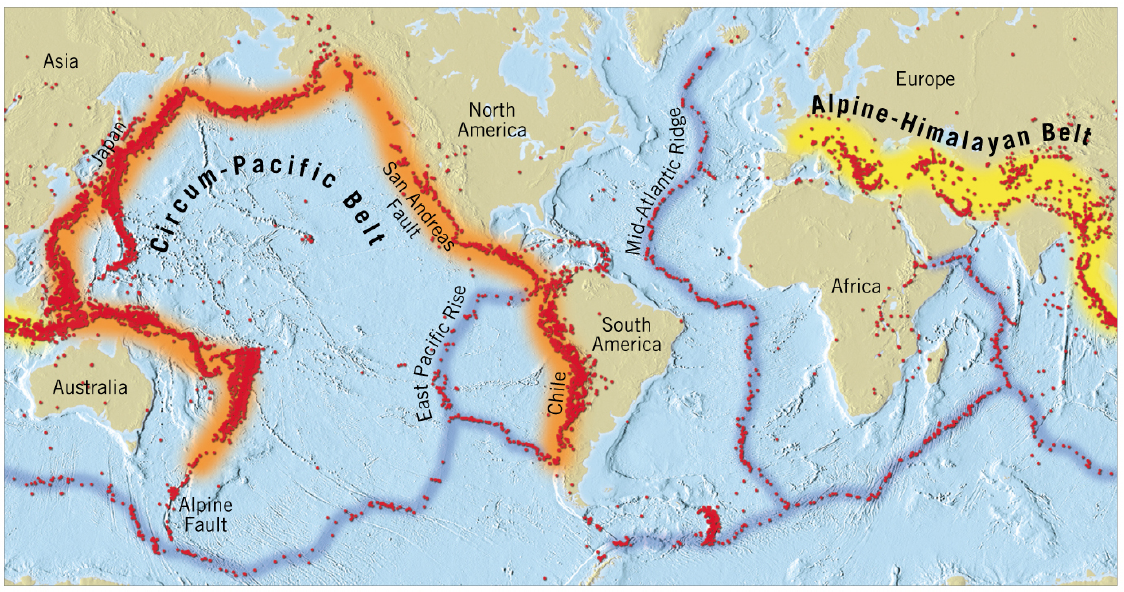 Asia
Japan
Circum-Pacific Belt
North
America
San Andreas
Fault
Mid-Atlantic Ridge
Europe
Alpine-Himalayan Belt
Africa
South
America
East Pacific Rise
Chile
Australia
Alpine
Fault